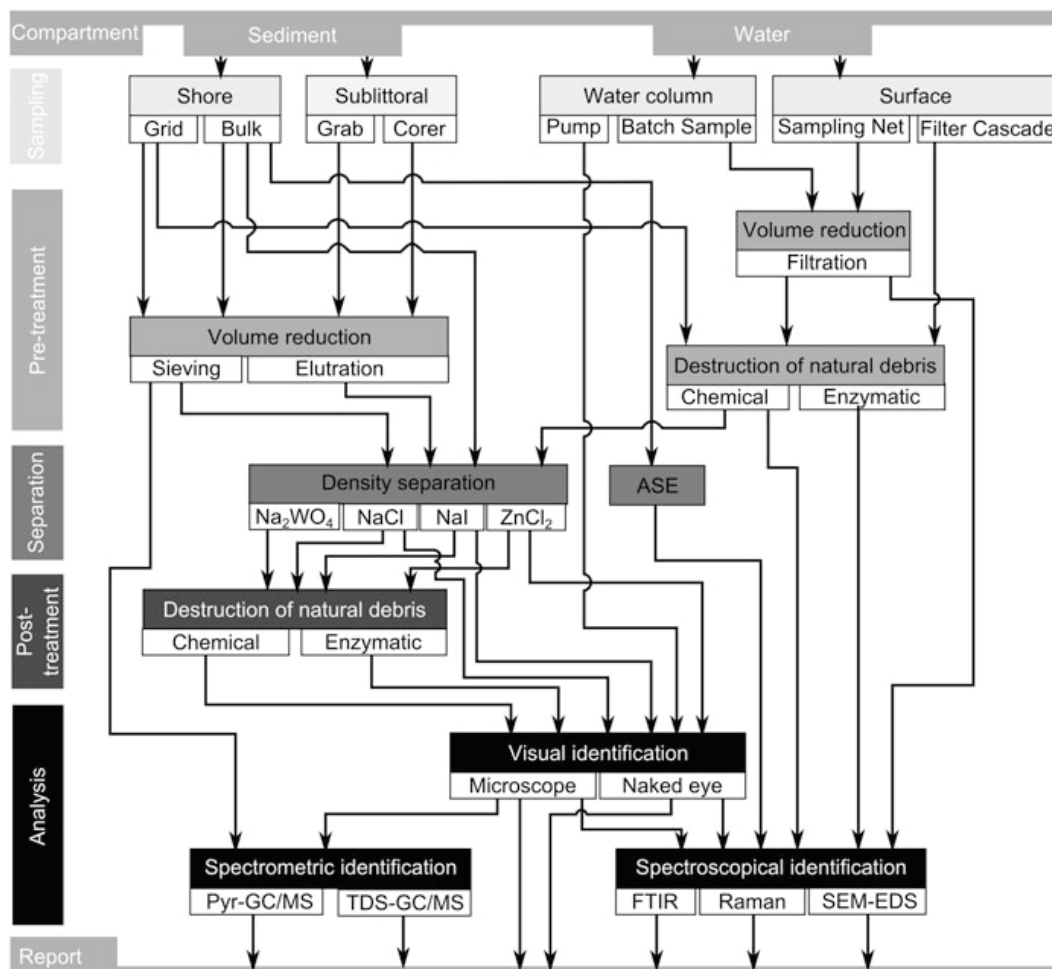 Compartment
Sediment
Water
Sampling
Shore
Sublittoral
Water column
Surface
Grid
Bulk
Grab
Corer
Pump
Batch Sample
Sampling Net
Filter Cascade
Pre-treatment
Volume reduction
Filtration
Volume reduction
Sieving
Elutration
Destruction of natural debris
Chemical
Enzymatic
Separation
Density separation
ASE
Na₂WO₄
NaCl
NaI
ZnCl₂
Post-
treatment
Destruction of natural debris
Chemical
Enzymatic
Analysis
Visual identification
Microscope
Naked eye
Spectrometric identification
Spectroscopical identification
Pyr-GC/MS
TDS-GC/MS
FTIR
Raman
SEM-EDS
Report